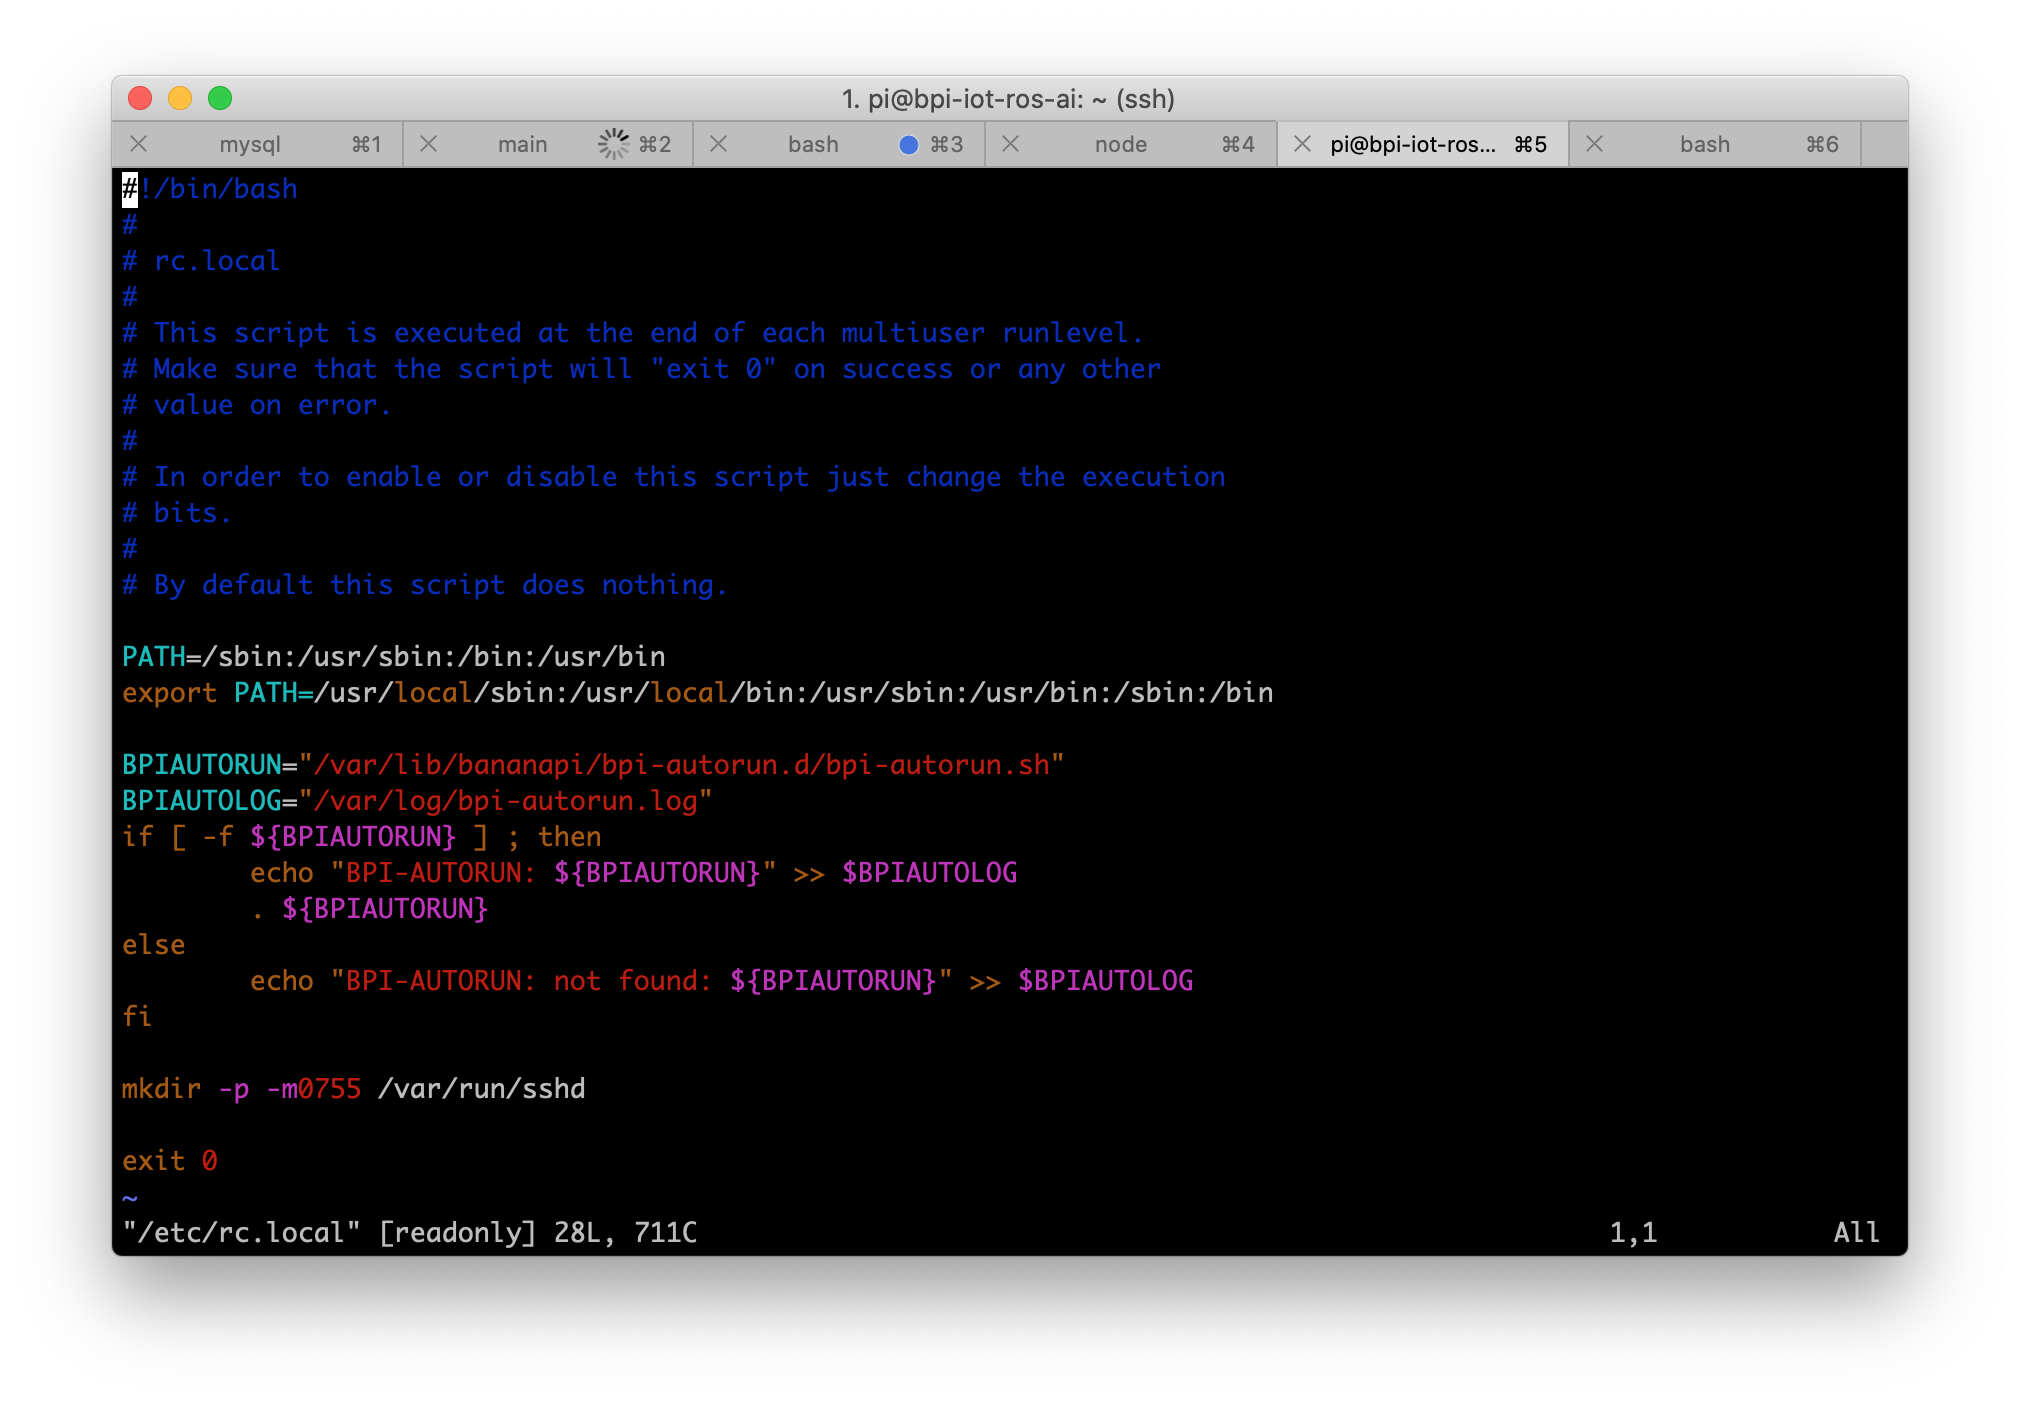 1. pi@bpi-iot-ros-ai: ~ (ssh)
mysql ⌘1 main ⌘2 bash ⌘3 node ⌘4 pi@bpi-iot-ros... ⌘5 bash ⌘6
#!/bin/bash
#
# rc.local
#
# This script is executed at the end of each multiuser runlevel.
# Make sure that the script will "exit 0" on success or any other
# value on error.
#
# In order to enable or disable this script just change the execution
# bits.
#
# By default this script does nothing.
PATH=/sbin:/usr/sbin:/bin:/usr/bin
export PATH=/usr/local/sbin:/usr/local/bin:/usr/sbin:/usr/bin:/sbin:/bin
BPIAUTORUN="/var/lib/bananapi/bpi-autorun.d/bpi-autorun.sh"
BPIAUTOLOG="/var/log/bpi-autorun.log"
if [ -f ${BPIAUTORUN} ] ; then
        echo "BPI-AUTORUN: ${BPIAUTORUN}" >> $BPIAUTOLOG
        . ${BPIAUTORUN}
else
        echo "BPI-AUTORUN: not found: ${BPIAUTORUN}" >> $BPIAUTOLOG
fi
mkdir -p -m0755 /var/run/sshd
exit 0
~
"/etc/rc.local" [readonly] 28L, 711C 1,1 All